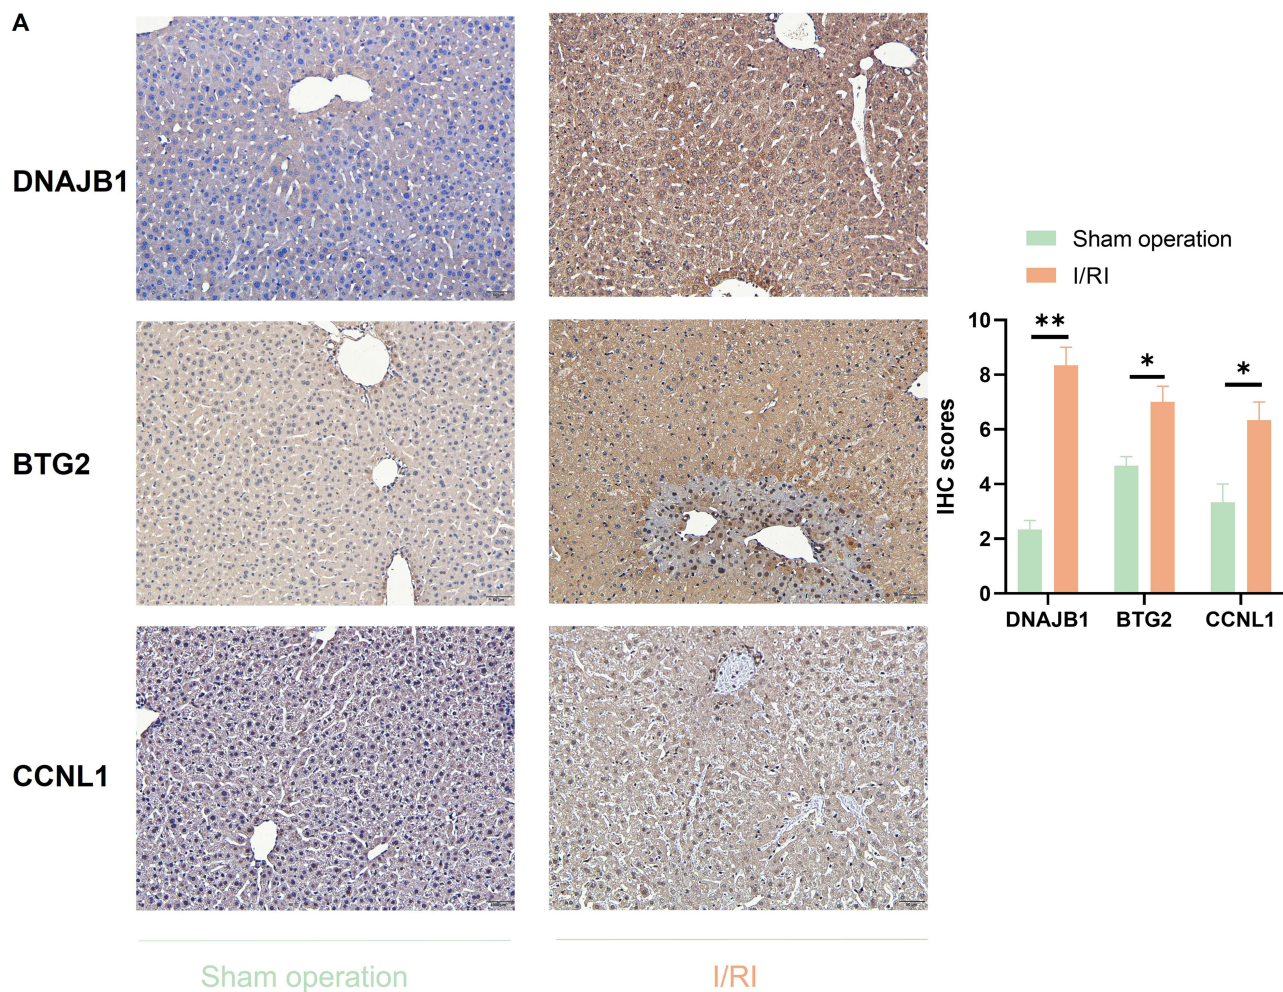 A
DNAJB1
BTG2
CCNL1
Sham operation
I/RI
Sham operation
I/RI
IHC scores
10
8
6
4
2
0
** 
*
*
DNAJB1
BTG2
CCNL1